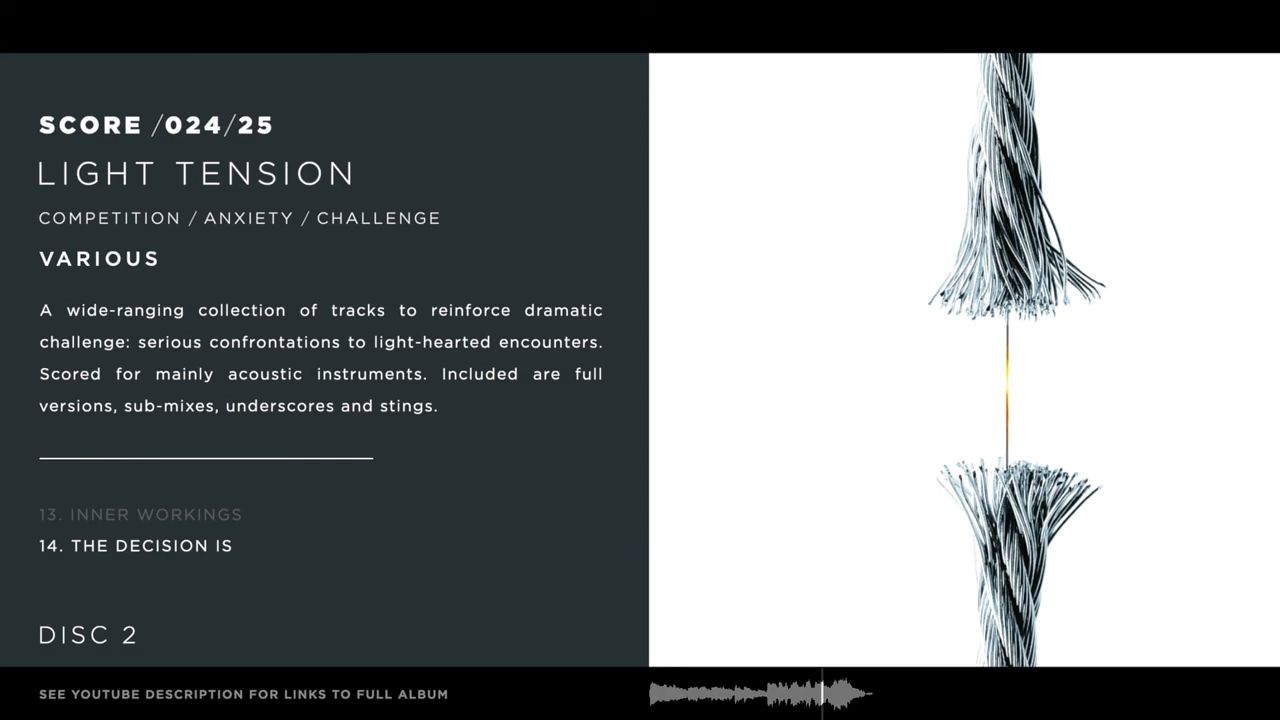 SCORE /024/25
LIGHT TENSION
COMPETITION / ANXIETY / CHALLENGE
VARIOUS
A wide-ranging collection of tracks to reinforce dramatic
challenge: serious confrontations to light-hearted encounters.
Scored for mainly acoustic instruments. Included are full
versions, sub-mixes, underscores and stings.
13. INNER WORKINGS
14. THE DECISION IS
DISC 2
SEE YOUTUBE DESCRIPTION FOR LINKS TO FULL ALBUM